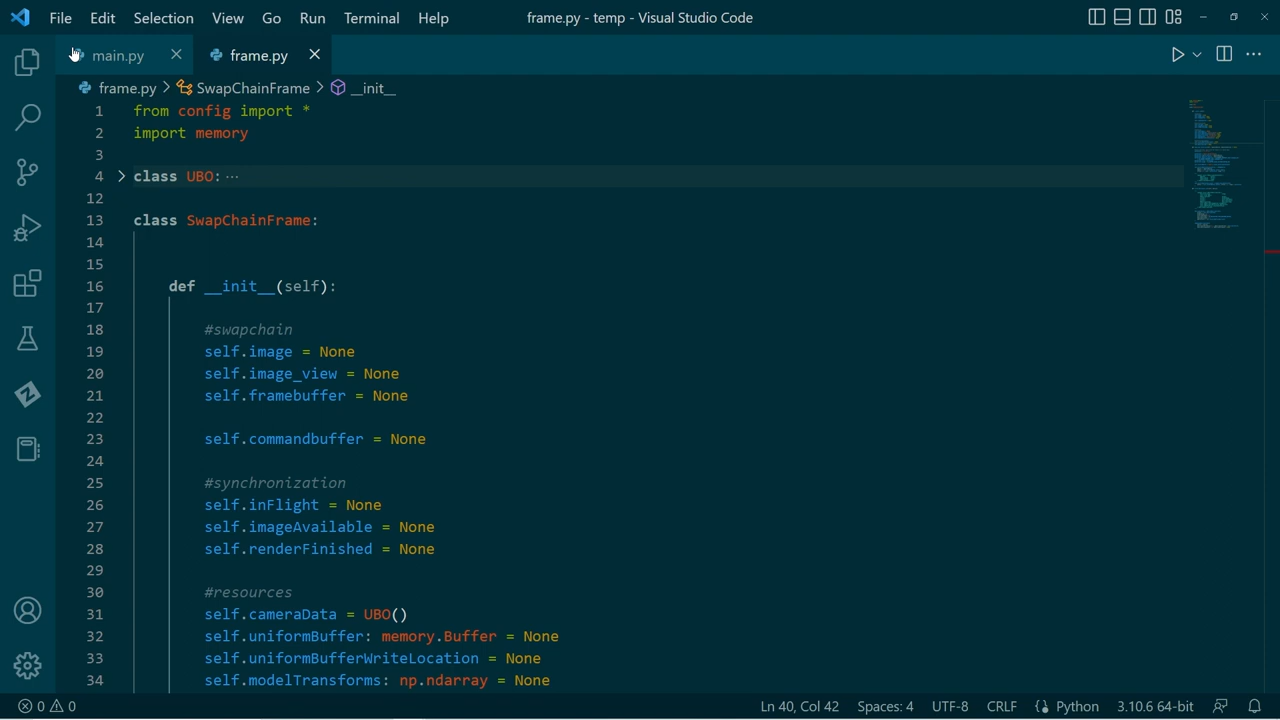 File Edit Selection View Go Run Terminal Help frame.py - temp - Visual Studio Code
main.py frame.py
frame.py > SwapChainFrame > __init__
1 from config import *
2 import memory
3
4 class UBO: ...
12
13 class SwapChainFrame:
14
15
16 def __init__(self):
17
18 #swapchain
19 self.image = None
20 self.image_view = None
21 self.framebuffer = None
22
23 self.commandbuffer = None
24
25 #synchronization
26 self.inFlight = None
27 self.imageAvailable = None
28 self.renderFinished = None
29
30 #resources
31 self.cameraData = UBO()
32 self.uniformBuffer: memory.Buffer = None
33 self.uniformBufferWriteLocation = None
34 self.modelTransforms: np.ndarray = None
0 0 Ln 40, Col 42 Spaces: 4 UTF-8 CRLF Python 3.10.6 64-bit